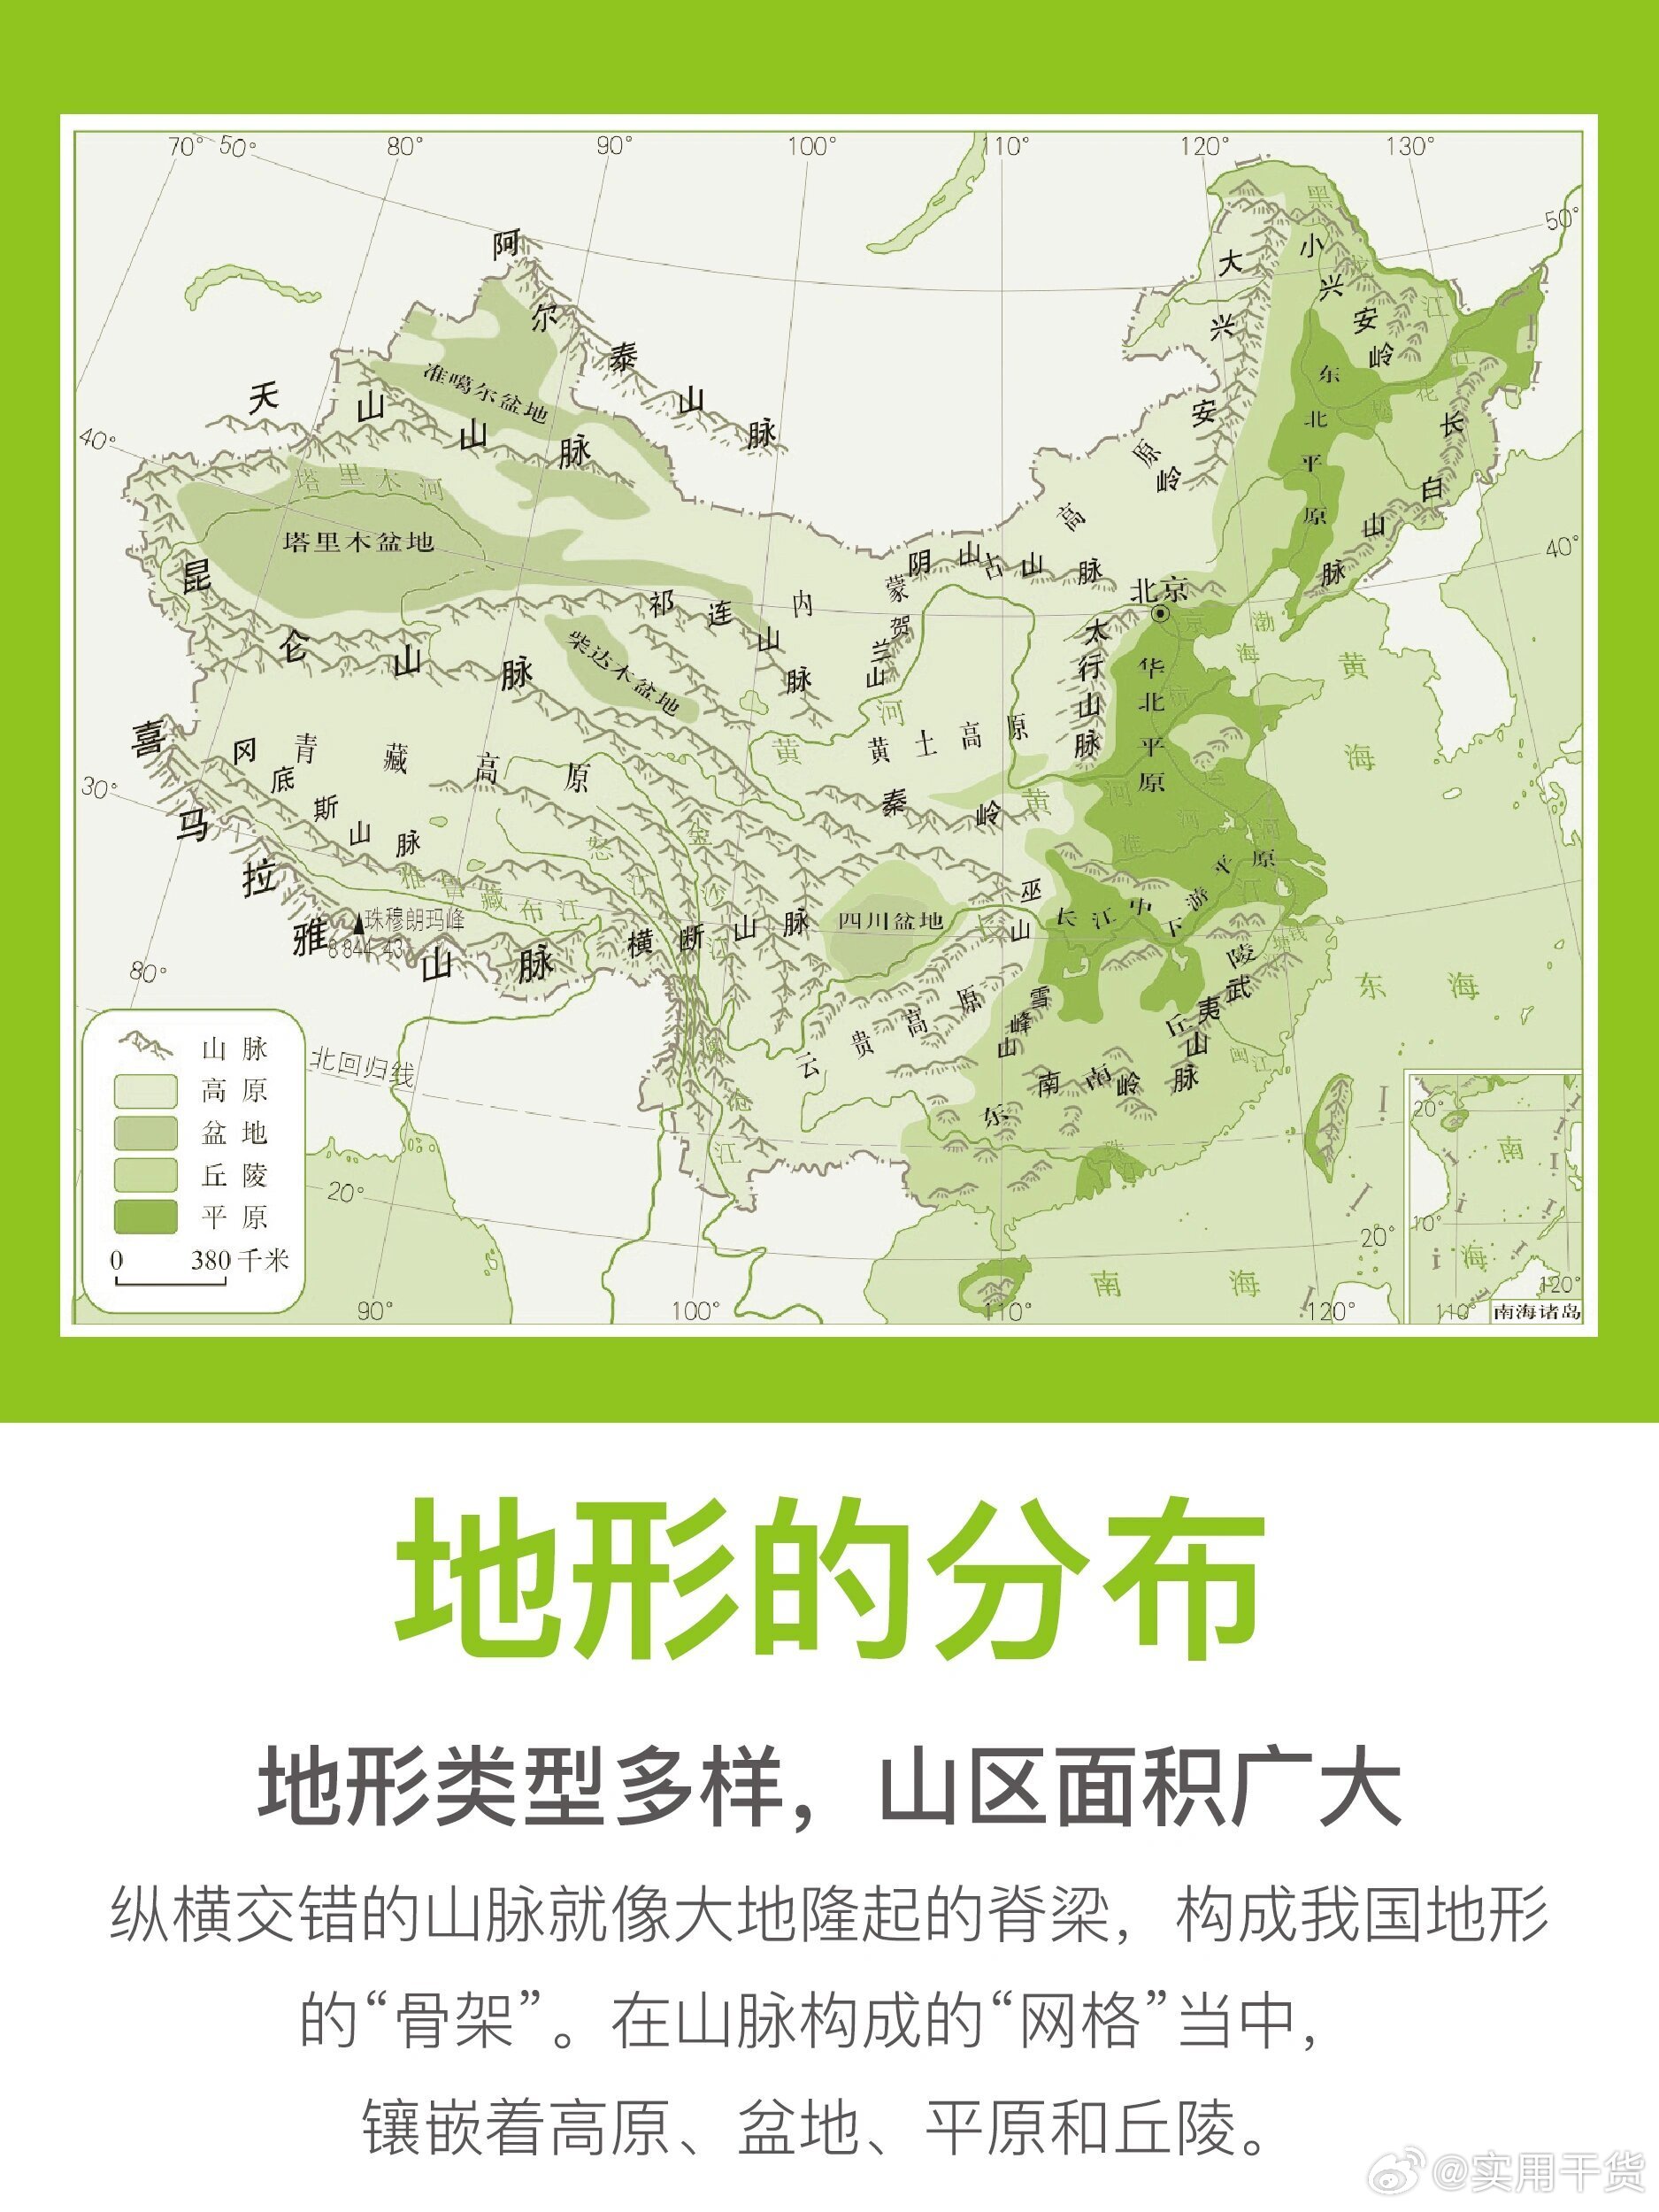 70° 50° 80° 90° 100° 110° 120° 130°
50°
40°
40°
30°
80°
20°
20°
90° 100° 110° 120°
阿尔泰山脉
天山山脉
准噶尔盆地
塔里木河
塔里木盆地
昆仑山脉
祁连山脉
柴达木盆地
喜马拉雅山脉
冈底斯山脉
青藏高原
雅鲁藏布江
珠穆朗玛峰
8844.43
怒江
金沙江
横断山脉
澜沧江
大兴安岭
小兴安岭
黑龙江
松花江
东北平原
长白山脉
内蒙古高原
阴山山脉
贺兰山
北京
太行山脉
华北平原
京杭运河
渤海
黄海
黄河
黄土高原
黄河
秦岭
淮河
四川盆地
巫山
长江
长江中下游平原
钱塘江
云贵高原
雪峰山
南岭
东南丘陵
武夷山脉
闽江
珠江
东海
南海
北回归线
山脉
高原
盆地
丘陵
平原
0 380千米
20°
南
10°
海
110° 120°
南海诸岛
地形的分布
地形类型多样，山区面积广大
纵横交错的山脉就像大地隆起的脊梁，构成我国地形
的“骨架”。在山脉构成的“网格”当中，
镶嵌着高原、盆地、平原和丘陵。
@实用干货